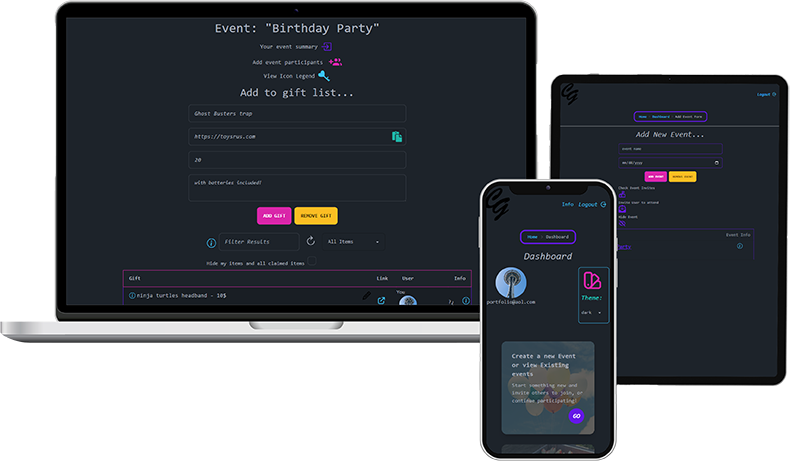 Event: "Birthday Party"
Your event summary
Add event participants
View Icon Legend
Add to gift list...
Ghost Busters trap
https://toysrus.com
20
with batteries included!
ADD GIFT
REMOVE GIFT
Filter Results
All Items
Hide my items and all claimed items
Gift
Link
User
Info
ninja turtles headband - 10$
You
CG
Info
Logout
Home
Dashboard
Dashboard
portfolio@aol.com
Theme:
dark
Create a new Event
or view Existing
events
Start something new and
invite others to join, or
continue participating!
GO
CG
Logout
Home
Dashboard
Add Event Form
Add New Event...
event name
mm/dd/yyyy
ADD EVENT
Check Event Invites
Invite User to attend
Hide Event
Event Info